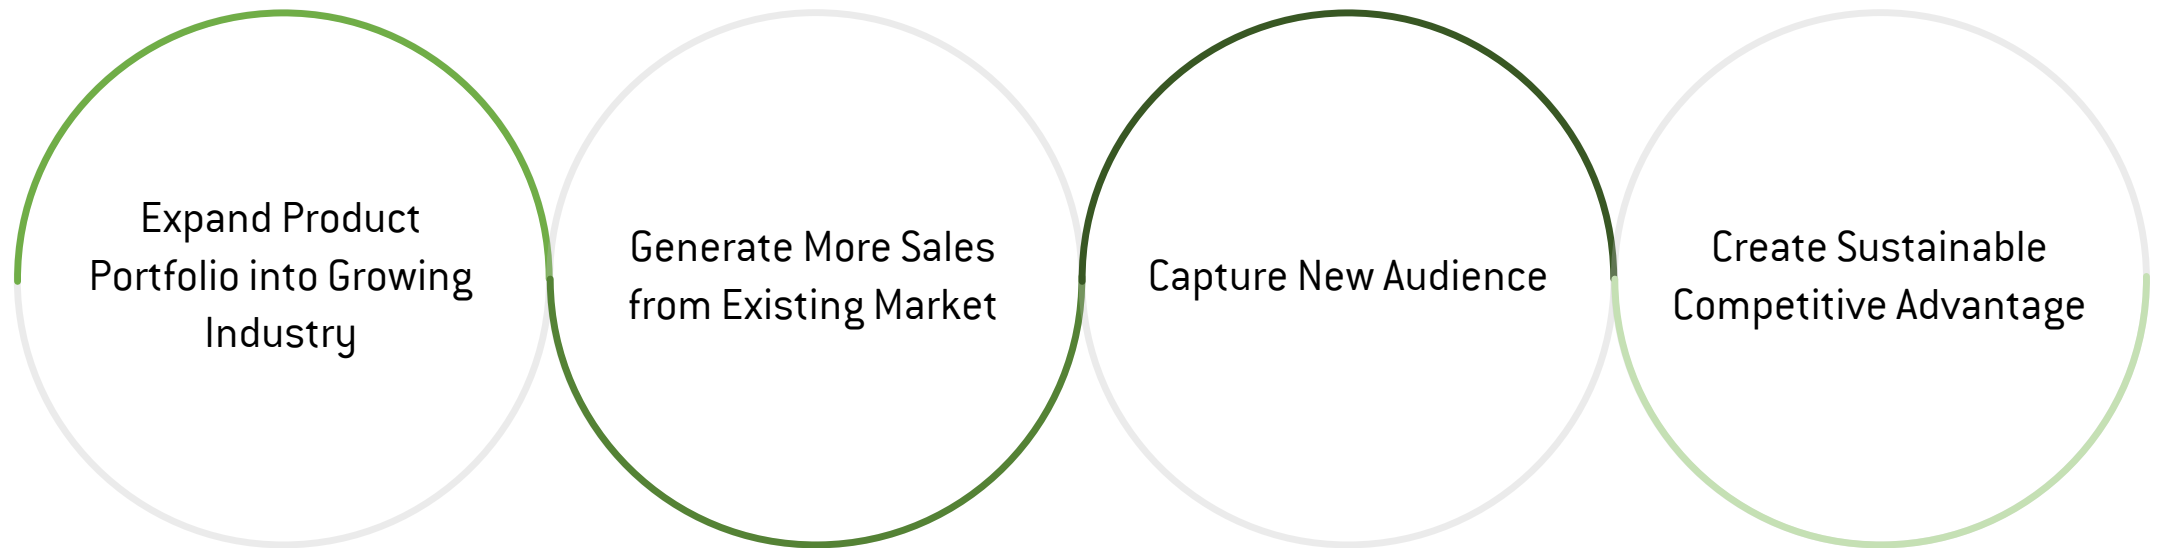 Expand Product
Portfolio into Growing
Industry
Generate More Sales
from Existing Market
Capture New Audience
Create Sustainable
Competitive Advantage